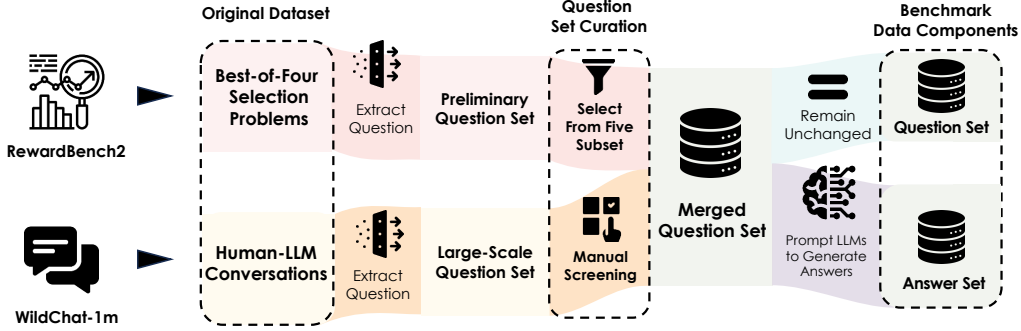 Original Dataset
Question
Set Curation
Benchmark
Data Components
RewardBench2
Best-of-Four
Selection
Problems
Extract
Question
Preliminary
Question Set
Select
From Five
Subset
Remain
Unchanged
Question Set
Merged
Question Set
WildChat-1m
Human-LLM
Conversations
Extract
Question
Large-Scale
Question Set
Manual
Screening
Prompt LLMs
to Generate
Answers
Answer Set